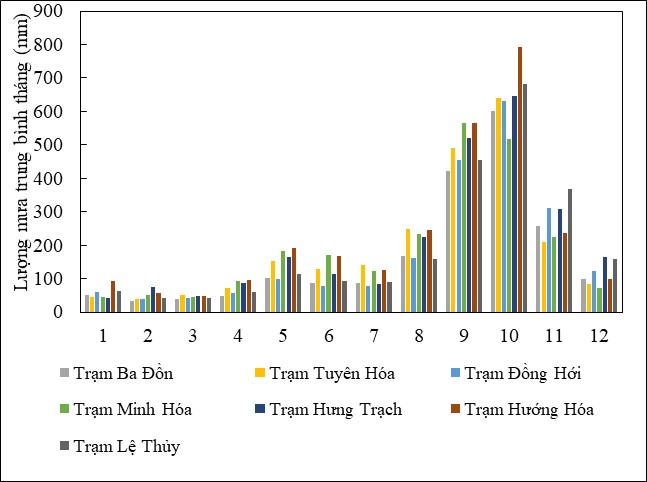 Lượng mưa trung bình tháng (mm)
900
800
700
600
500
400
300
200
100
0
1 2 3 4 5 6 7 8 9 10 11 12
Trạm Ba Đồn Trạm Tuyên Hóa Trạm Đồng Hới
Trạm Minh Hóa Trạm Hưng Trạch Trạm Hướng Hóa
Trạm Lệ Thủy